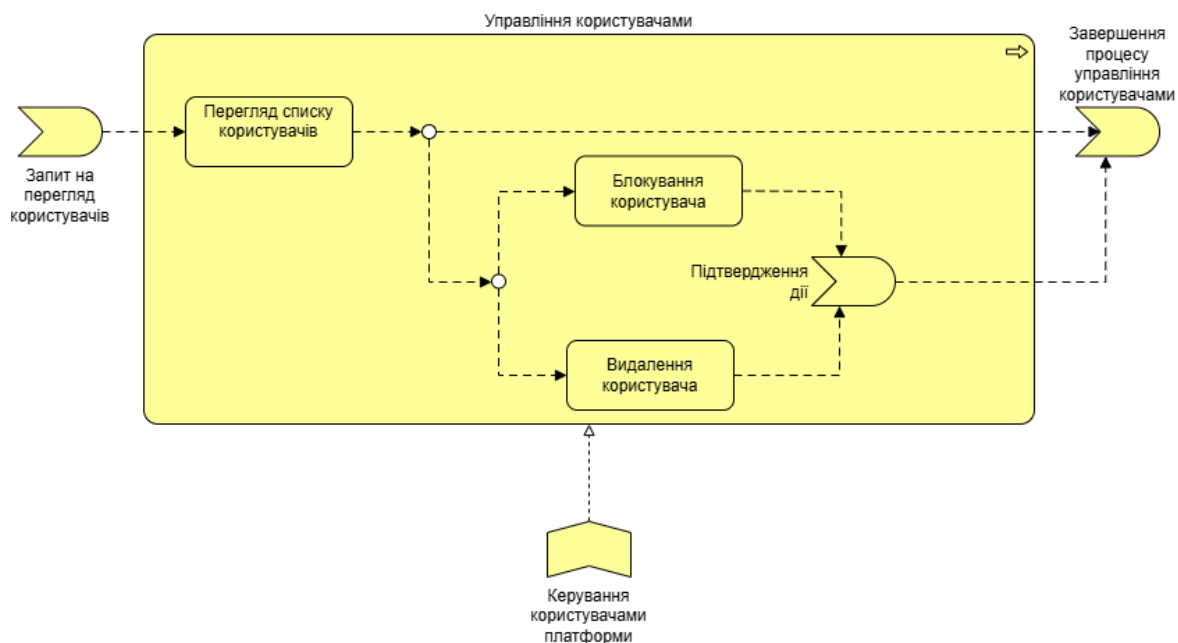 Управління користувачами
Завершення
процесу
управління
користувачами
Перегляд списку
користувачів
Запит на
перегляд
користувачів
Блокування
користувача
Підтвердження
дії
Видалення
користувача
Керування
користувачами
платформи